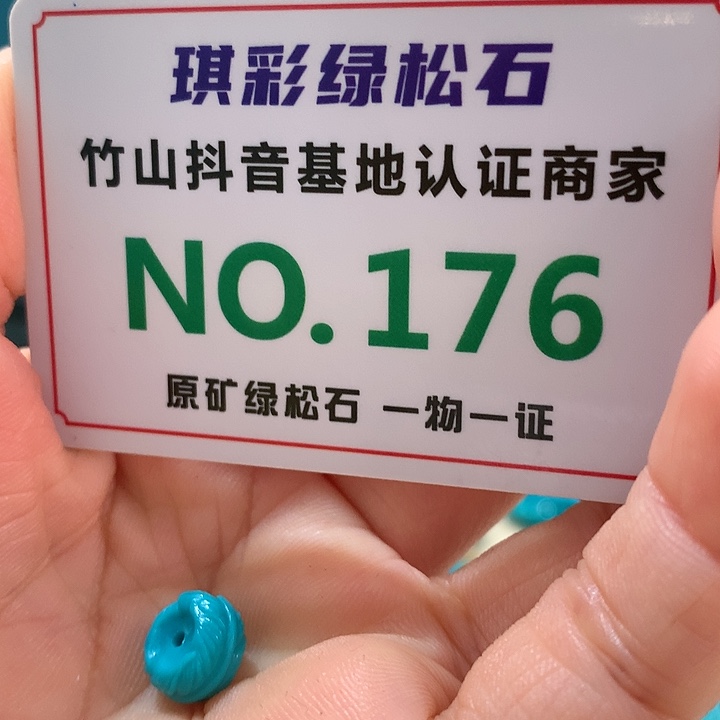 琪彩绿松石
竹山抖音基地认证商家
NO.176
原矿绿松石 一物一证